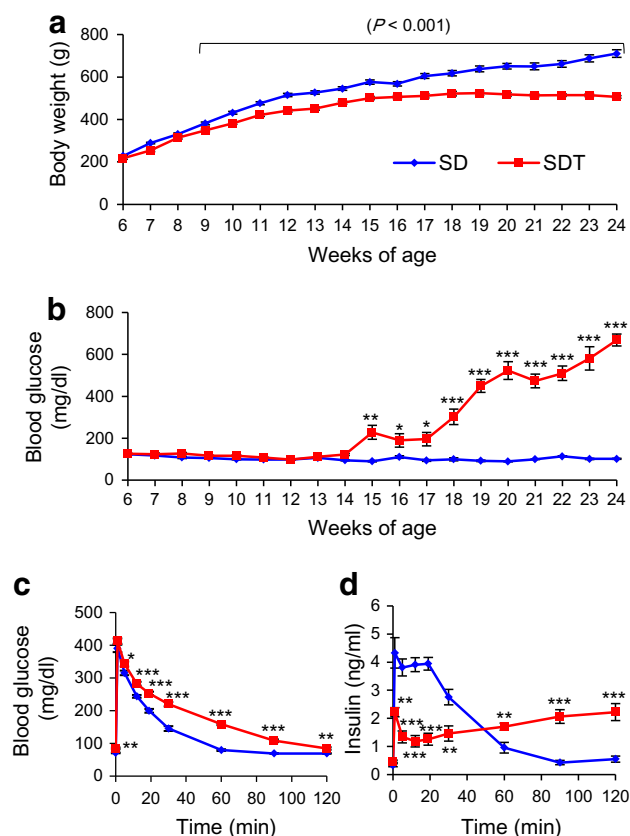 a
(P < 0.001)
Body weight (g)
800
600
400
200
0
SD
SDT
6 7 8 9 10 11 12 13 14 15 16 17 18 19 20 21 22 23 24
Weeks of age
b
Blood glucose
(mg/dl)
800
600
400
200
0
** * * *** *** *** *** *** *** ***
6 7 8 9 10 11 12 13 14 15 16 17 18 19 20 21 22 23 24
Weeks of age
c
Blood glucose
(mg/dl)
500
400
300
200
100
0
* *** *** *** *** *** **
**
0 20 40 60 80 100 120
Time (min)
d
Insulin (ng/ml)
6
5
4
3
2
1
0
** *** *** *** ** ** *** ***
0 20 40 60 80 100 120
Time (min)